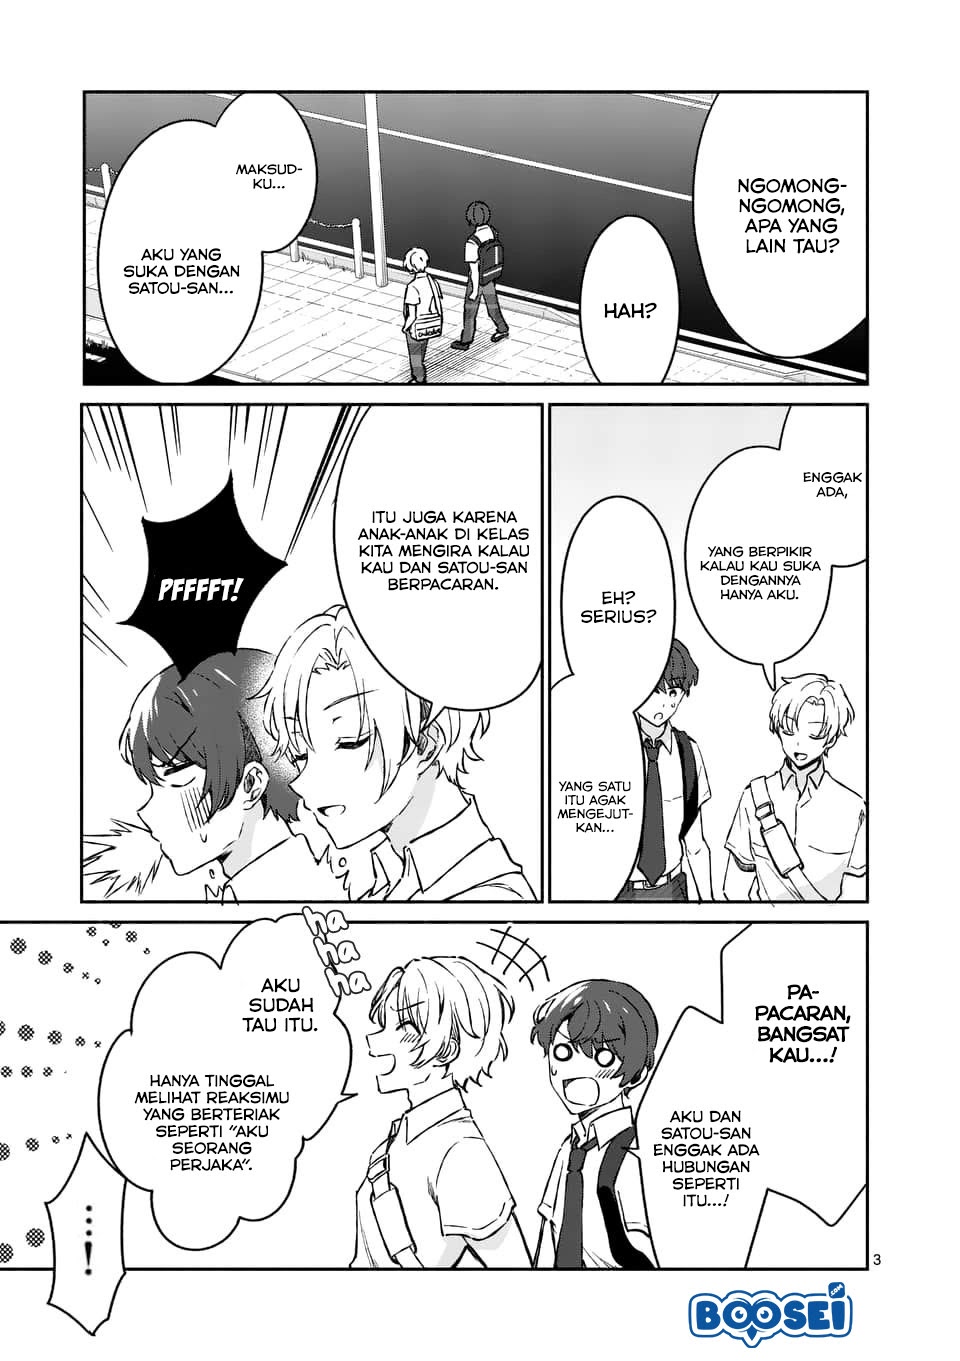 NGOMONG-
NGOMONG,
APA YANG
LAIN TAU?
HAH?
MAKSUD-
KU...
AKU YANG
SUKA DENGAN
SATOU-SAN...
ENGGAK
ADA,
YANG BERPIKIR
KALAU KAU SUKA
DENGANNYA
HANYA AKU.
EH?
SERIUS?
YANG SATU
ITU AGAK
MENGEJUT-
KAN...
ITU JUGA KARENA
ANAK-ANAK DI KELAS
KITA MENGIRA KALAU
KAU DAN SATOU-SAN
BERPACARAN.
PFFFFT!
PA-
PACARAN,
BANGSAT
KAU...!
AKU DAN
SATOU-SAN
ENGGAK ADA
HUBUNGAN
SEPERTI
ITU...!
ha
ha
ha
AKU
SUDAH
TAU ITU.
HANYA TINGGAL
MELIHAT REAKSIMU
YANG BERTERIAK
SEPERTI "AKU
SEORANG
PERJAKA".
...!
3
BOOSEI
.COM